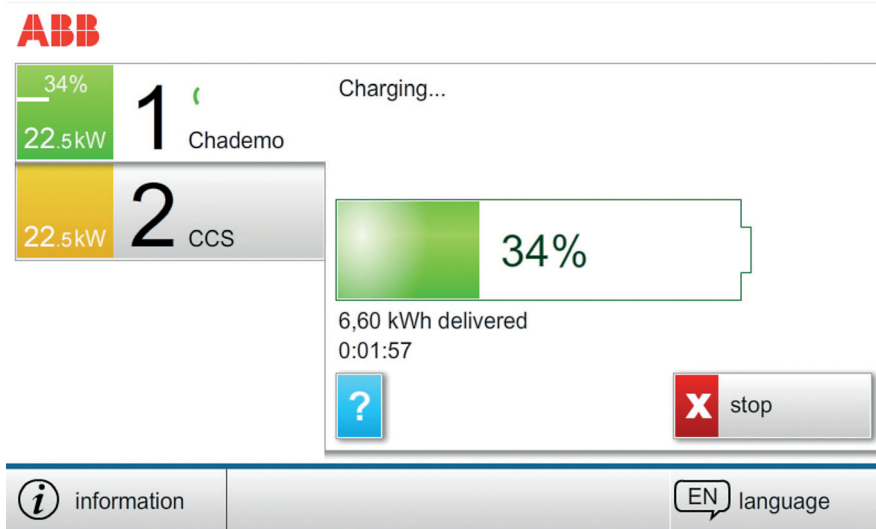 ABB
34%
22.5kW
1
Chademo
22.5kW
2
CCS
Charging...
34%
6,60 kWh delivered
0:01:57
?
X stop
i information
EN language